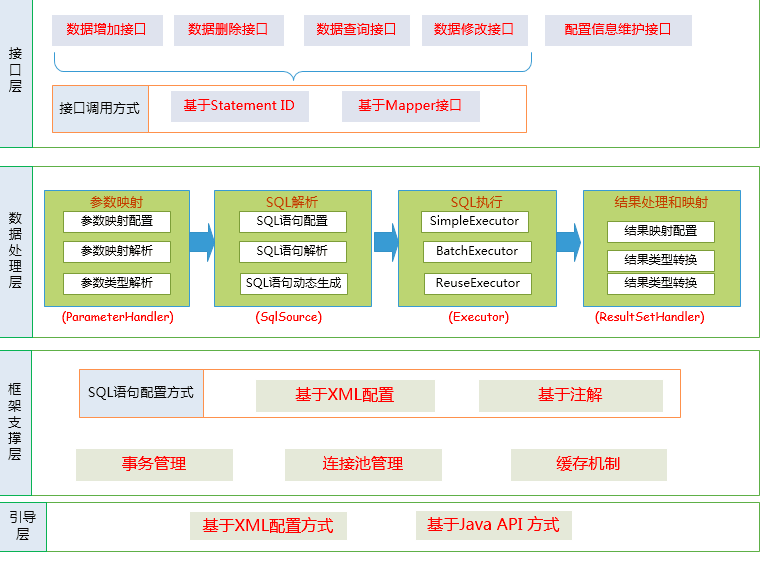 接口层
数据增加接口
数据删除接口
数据查询接口
数据修改接口
配置信息维护接口
接口调用方式
基于Statement ID
基于Mapper接口
数据处理层
参数映射
参数映射配置
参数映射解析
参数类型解析
(ParameterHandler)
SQL解析
SQL语句配置
SQL语句解析
SQL语句动态生成
(SqlSource)
SQL执行
SimpleExecutor
BatchExecutor
ReuseExecutor
(Executor)
结果处理和映射
结果映射配置
结果类型转换
结果类型转换
(ResultSetHandler)
框架支撑层
SQL语句配置方式
基于XML配置
基于注解
事务管理
连接池管理
缓存机制
引导
层
基于XML配置方式
基于Java API 方式